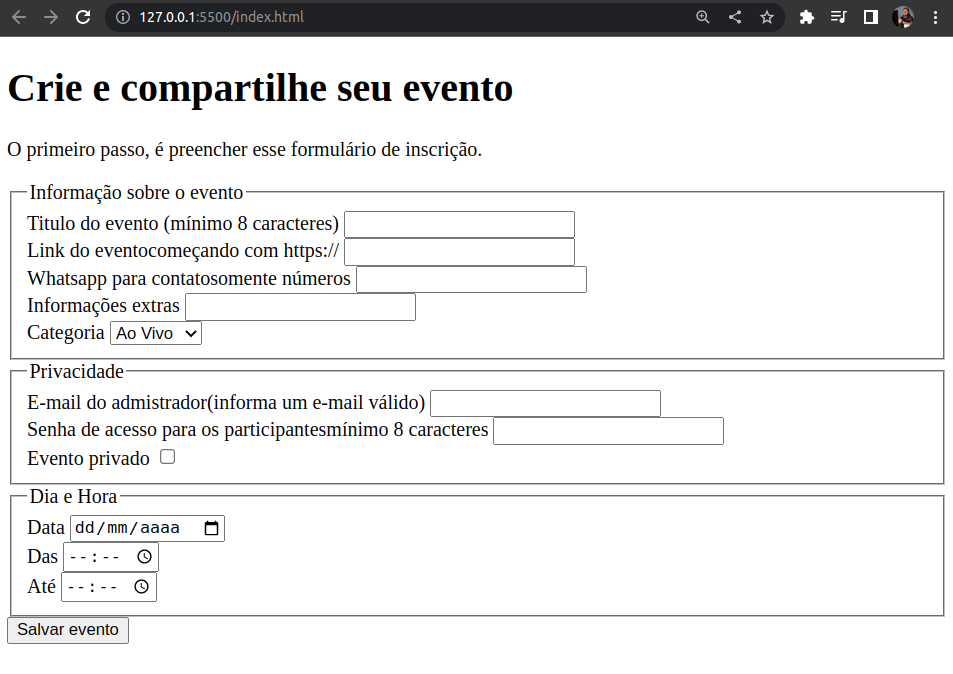 127.0.0.1:5500/index.html
Crie e compartilhe seu evento
O primeiro passo, é preencher esse formulário de inscrição.
Informação sobre o evento
Titulo do evento (mínimo 8 caracteres)
Link do eventocomeçando com https://
Whatsapp para contatosomente números
Informações extras
Categoria Ao Vivo
Privacidade
E-mail do admistrador(informa um e-mail válido)
Senha de acesso para os participantesmínimo 8 caracteres
Evento privado
Dia e Hora
Data dd/mm/aaaa
Das --:--
Até --:--
Salvar evento